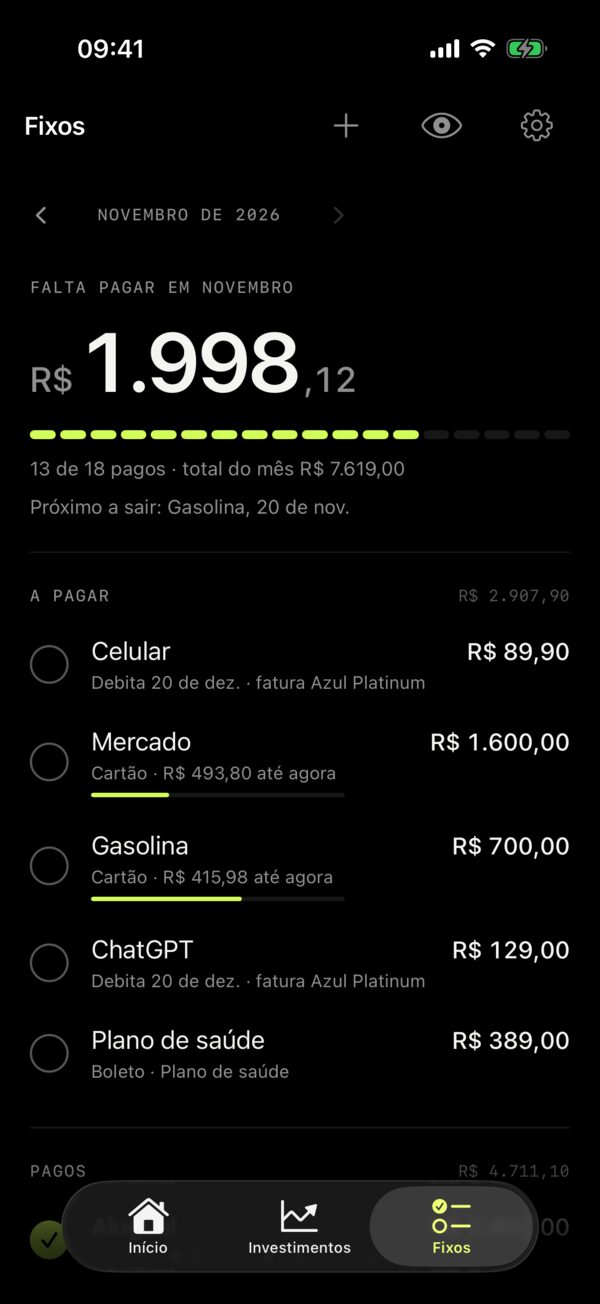 09:41
Fixos
NOVEMBRO DE 2026
FALTA PAGAR EM NOVEMBRO
R$ 1.998,12
13 de 18 pagos · total do mês R$ 7.619,00
Próximo a sair: Gasolina, 20 de nov.
A PAGAR R$ 2.907,90
Celular R$ 89,90
Debita 20 de dez. · fatura Azul Platinum
Mercado R$ 1.600,00
Cartão · R$ 493,80 até agora
Gasolina R$ 700,00
Cartão · R$ 415,98 até agora
ChatGPT R$ 129,00
Debita 20 de dez. · fatura Azul Platinum
Plano de saúde R$ 389,00
Boleto · Plano de saúde
PAGOS R$ 4.711,10
Início Investimentos Fixos